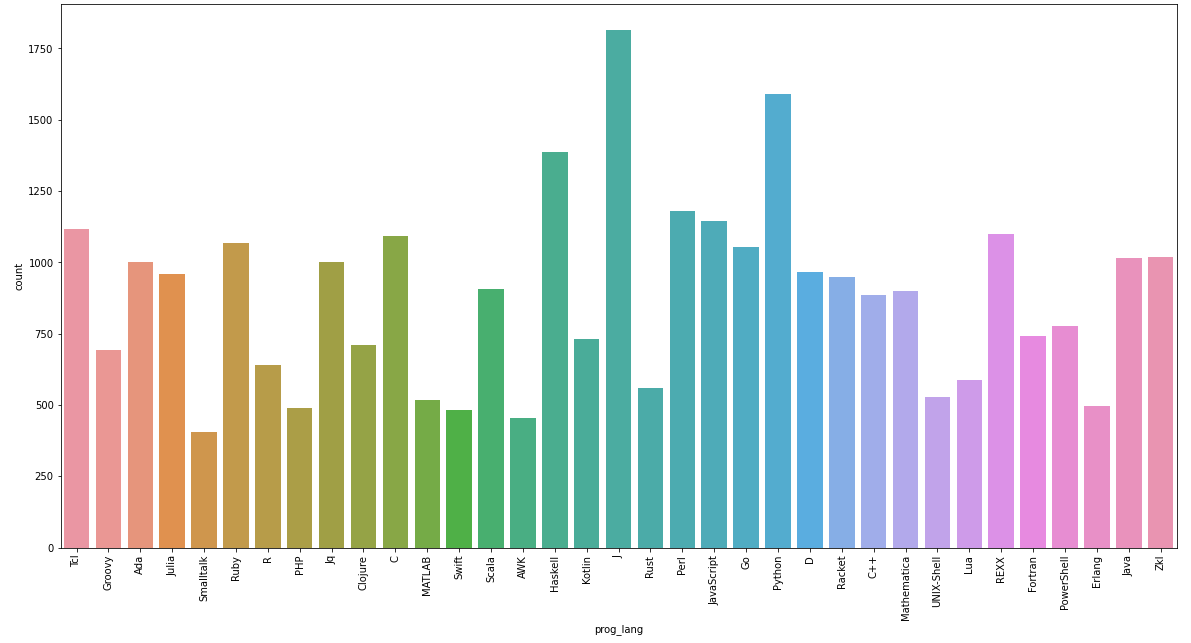 1750
1500
1250
1000
750
500
250
0
count
Tcl
Groovy
Ada
Julia
Smalltalk
Ruby
R
PHP
Jq
Clojure
C
MATLAB
Swift
Scala
AWK
Haskell
Kotlin
J
Rust
Perl
JavaScript
Go
Python
D
Racket
C++
Mathematica
UNIX-Shell
Lua
REXX
Fortran
PowerShell
Erlang
Java
Zkl
prog_lang